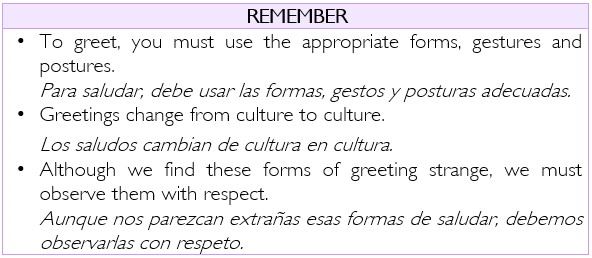 REMEMBER
• To greet, you must use the appropriate forms, gestures and
postures.
Para saludar, debe usar las formas, gestos y posturas adecuadas.
• Greetings change from culture to culture.
Los saludos cambian de cultura en cultura.
• Although we find these forms of greeting strange, we must
observe them with respect.
Aunque nos parezcan extrañas esas formas de saludar, debemos
observarlas con respeto.